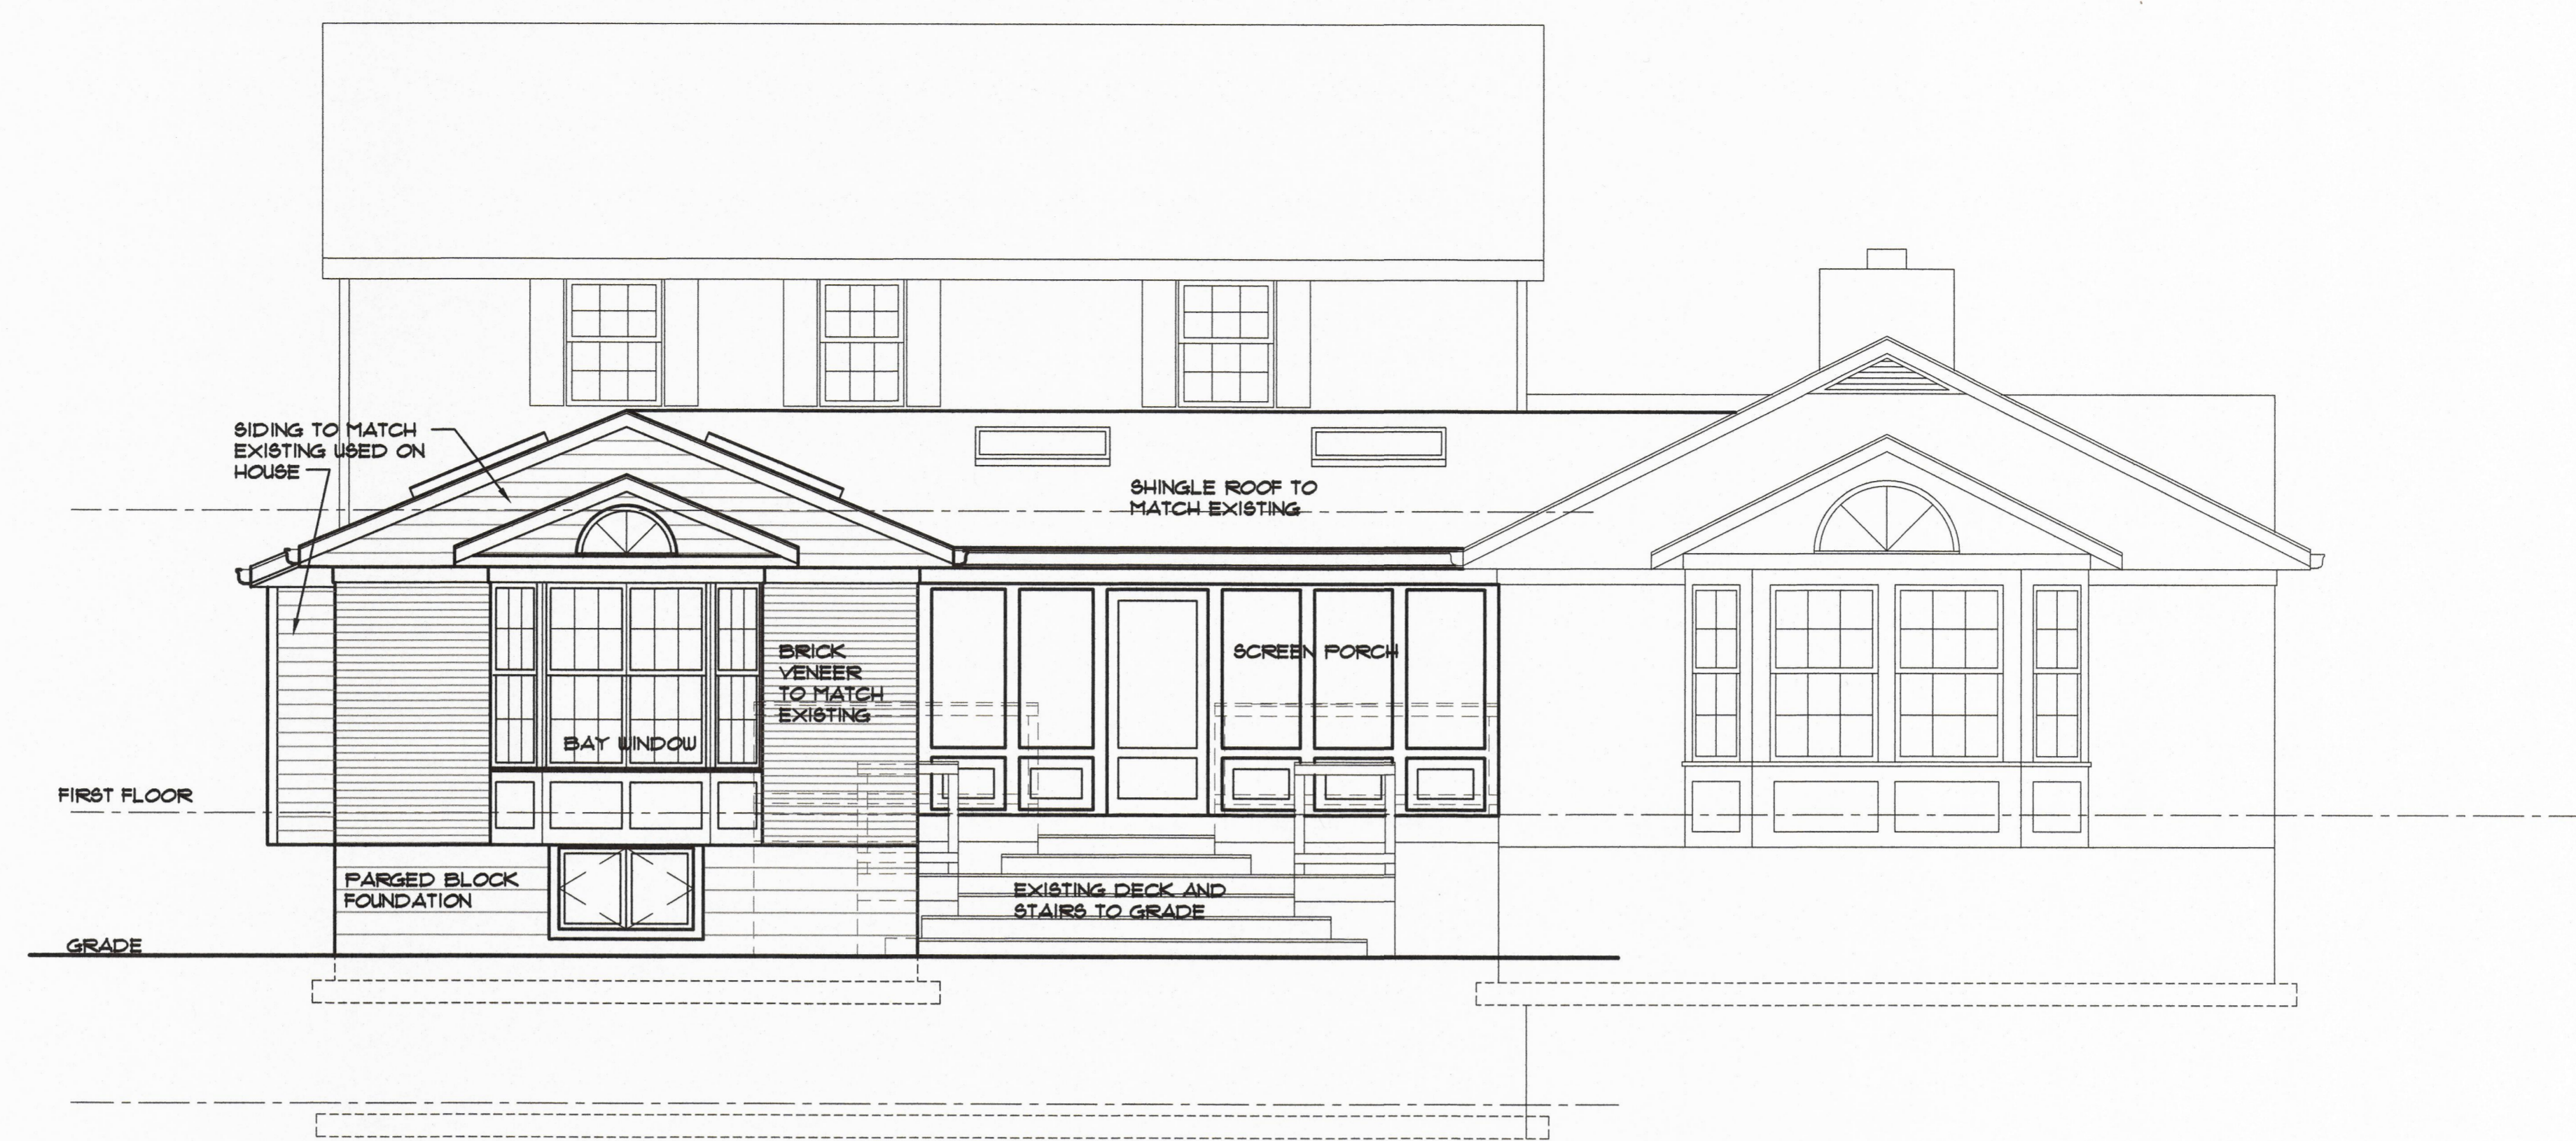 SIDING TO MATCH
EXISTING USED ON
HOUSE
SHINGLE ROOF TO
MATCH EXISTING
BRICK
VENEER
TO MATCH
EXISTING
SCREEN PORCH
BAY WINDOW
FIRST FLOOR
PARGED BLOCK
FOUNDATION
EXISTING DECK AND
STAIRS TO GRADE
GRADE